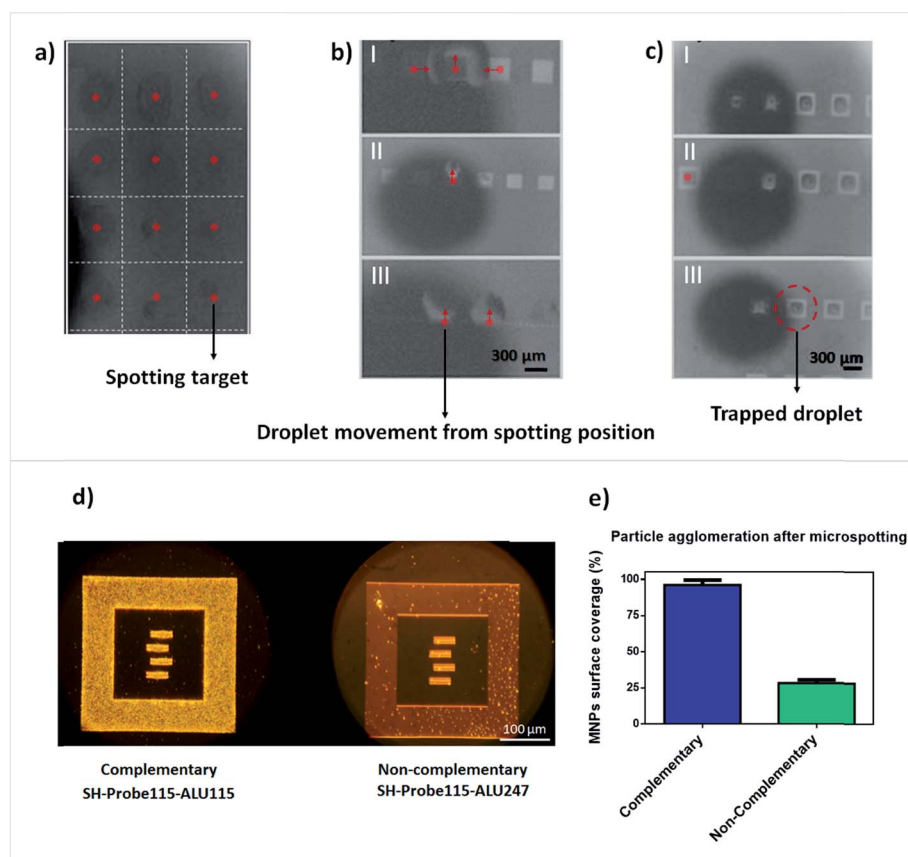 a)
Spotting target
b)
I
II
III
300 µm
Droplet movement from spotting position
c)
I
II
III
300 µm
Trapped droplet
d)
100 µm
Complementary
SH-Probe115-ALU115
Non-complementary
SH-Probe115-ALU247
e)
Particle agglomeration after microspotting
MNPs surface coverage (%)
100
75
50
25
0
Complementary
Non-Complementary